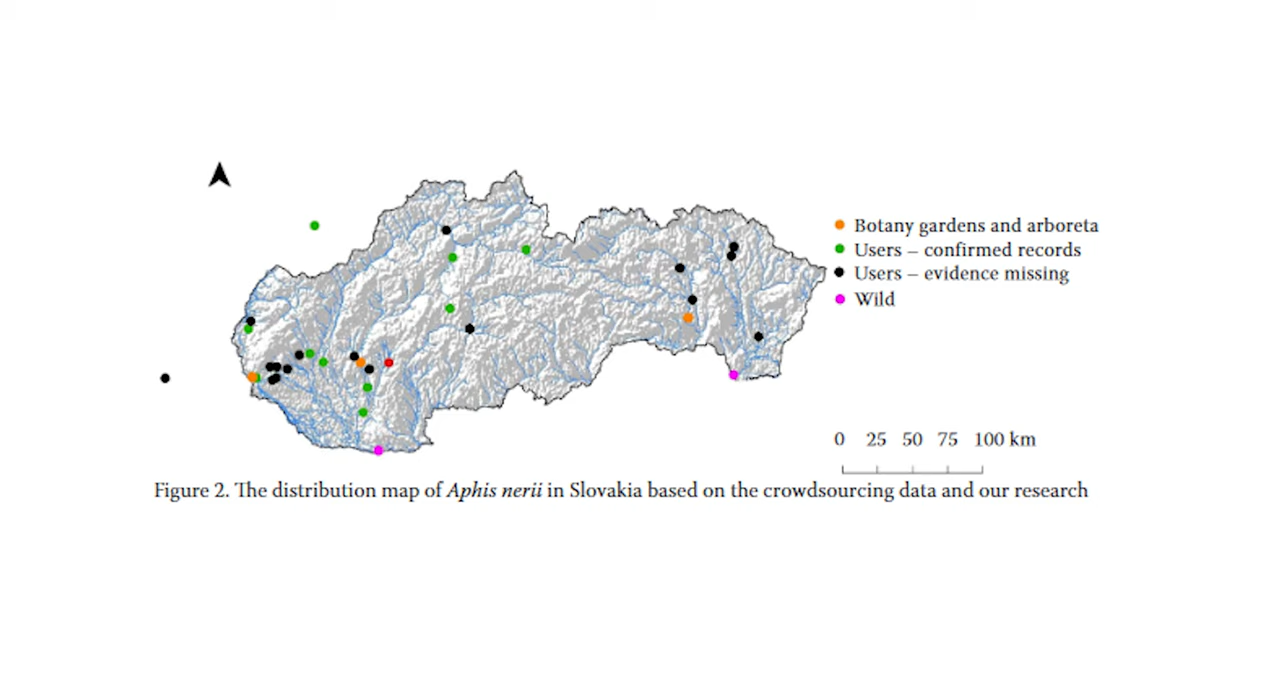 Botany gardens and arboreta
Users – confirmed records
Users – evidence missing
Wild
0 25 50 75 100 km
Figure 2. The distribution map of Aphis nerii in Slovakia based on the crowdsourcing data and our research